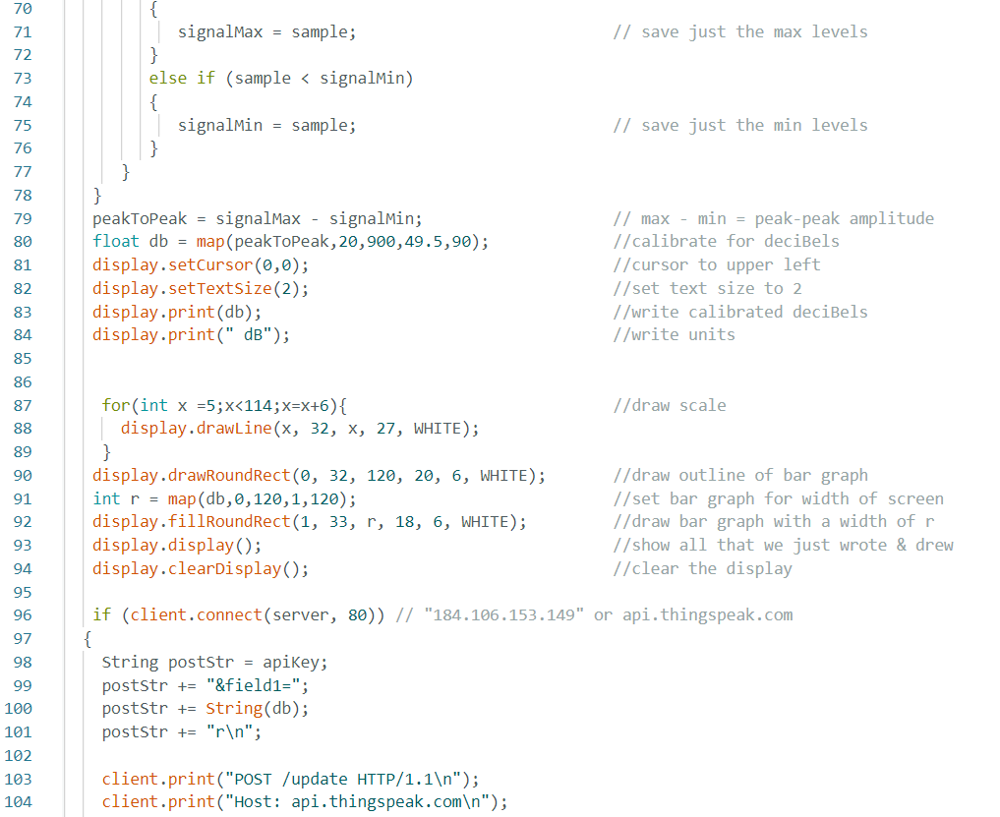 70 {
71 signalMax = sample; // save just the max levels
72 }
73 else if (sample < signalMin)
74 {
75 signalMin = sample; // save just the min levels
76 }
77 }
78 }
79 peakToPeak = signalMax - signalMin; // max - min = peak-peak amplitude
80 float db = map(peakToPeak,20,900,49.5,90); //calibrate for deciBels
81 display.setCursor(0,0); //cursor to upper left
82 display.setTextSize(2); //set text size to 2
83 display.print(db); //write calibrated deciBels
84 display.print(" dB"); //write units
85
86
87 for(int x =5;x<114;x=x+6){ //draw scale
88 display.drawLine(x, 32, x, 27, WHITE);
89 }
90 display.drawRoundRect(0, 32, 120, 20, 6, WHITE); //draw outline of bar graph
91 int r = map(db,0,120,1,120); //set bar graph for width of screen
92 display.fillRoundRect(1, 33, r, 18, 6, WHITE); //draw bar graph with a width of r
93 display.display(); //show all that we just wrote & drew
94 display.clearDisplay(); //clear the display
95
96 if (client.connect(server, 80)) // "184.106.153.149" or api.thingspeak.com
97 {
98 String postStr = apiKey;
99 postStr += "&field1=";
100 postStr += String(db);
101 postStr += "r\n";
102
103 client.print("POST /update HTTP/1.1\n");
104 client.print("Host: api.thingspeak.com\n");